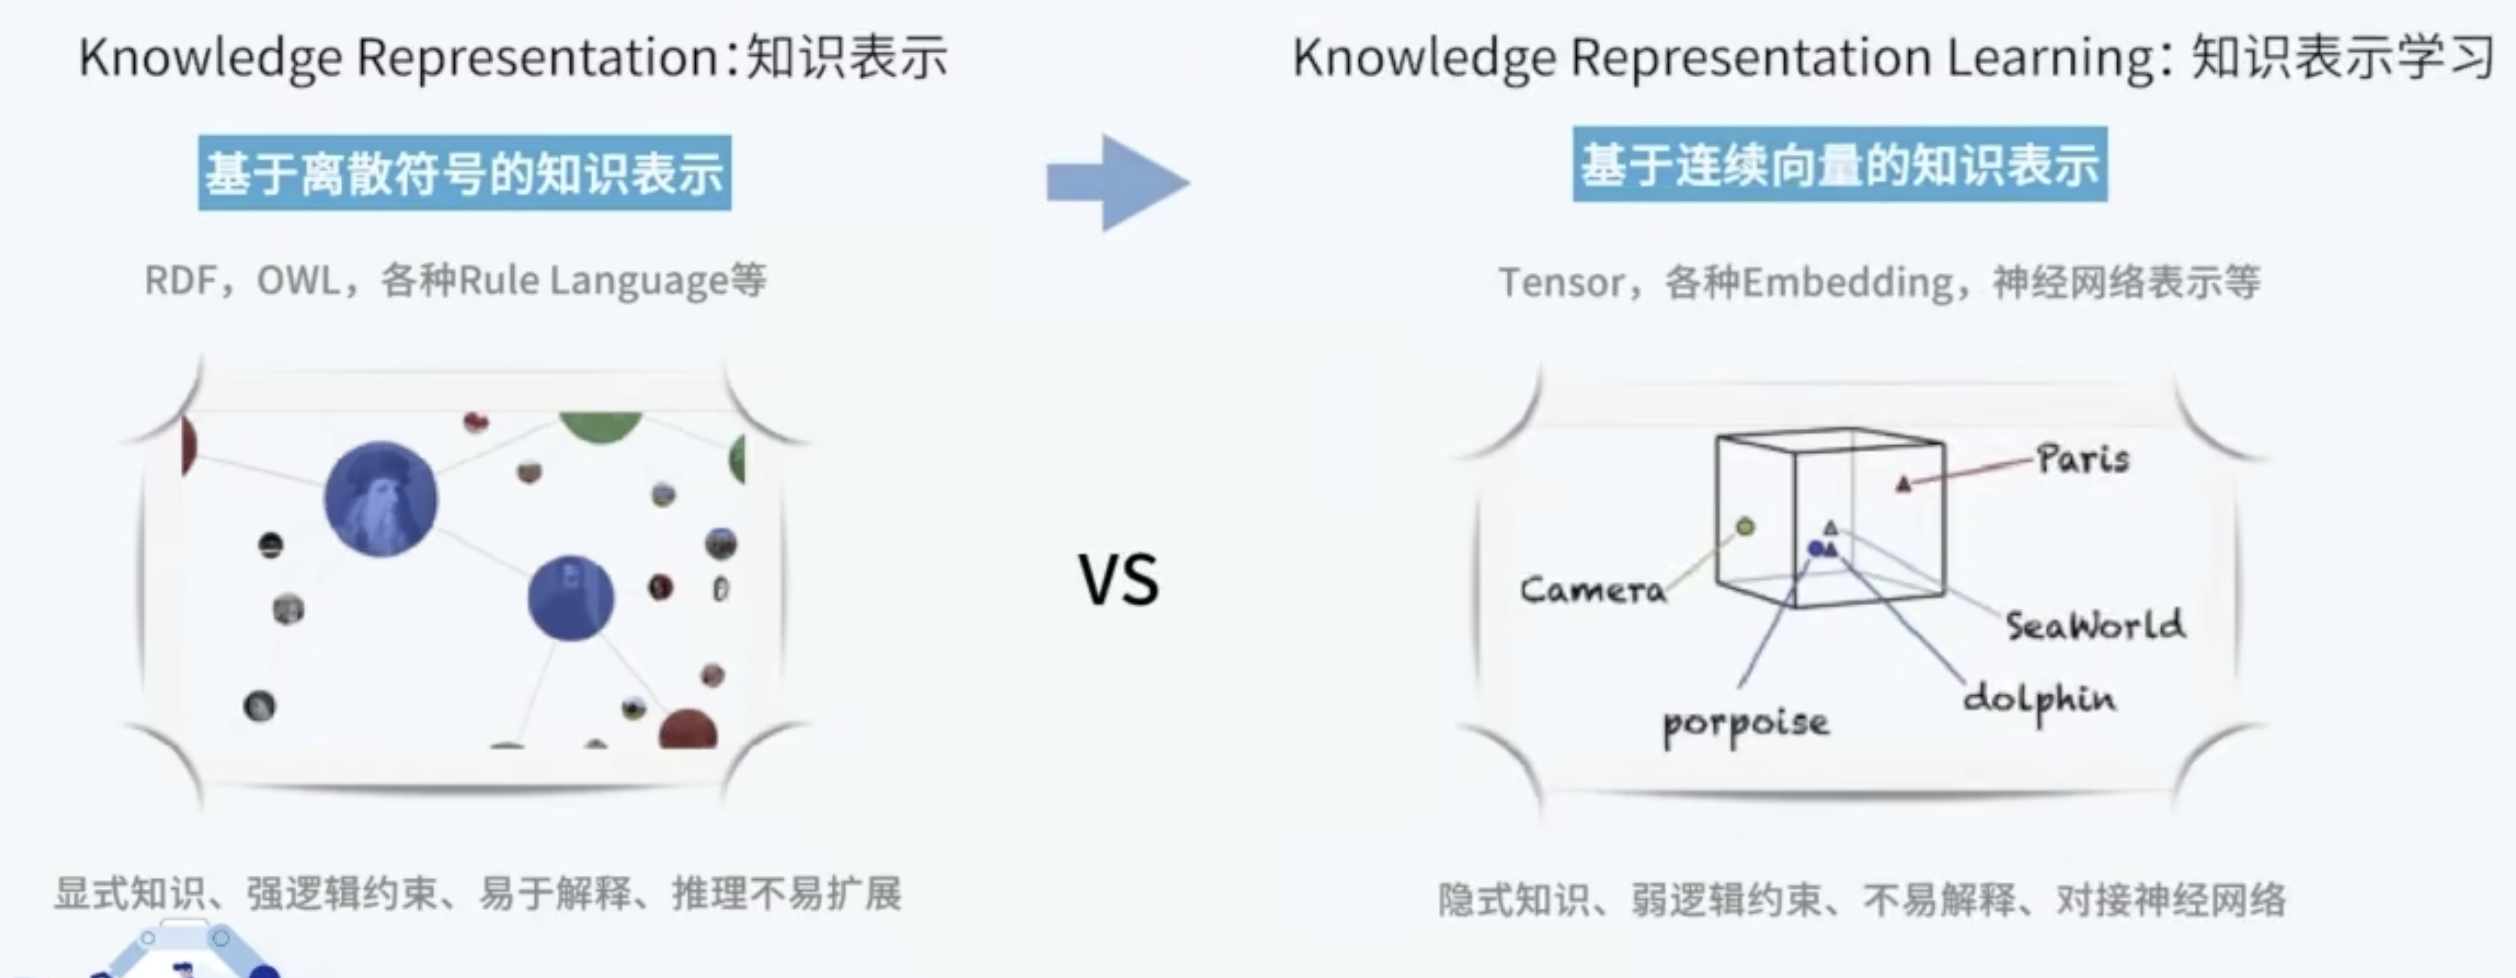 Knowledge Representation：知识表示
基于离散符号的知识表示
RDF，OWL，各种Rule Language等
显式知识、强逻辑约束、易于解释、推理不易扩展
VS
Knowledge Representation Learning：知识表示学习
基于连续向量的知识表示
Tensor，各种Embedding，神经网络表示等
Paris
Camera
SeaWorld
dolphin
porpoise
隐式知识、弱逻辑约束、不易解释、对接神经网络